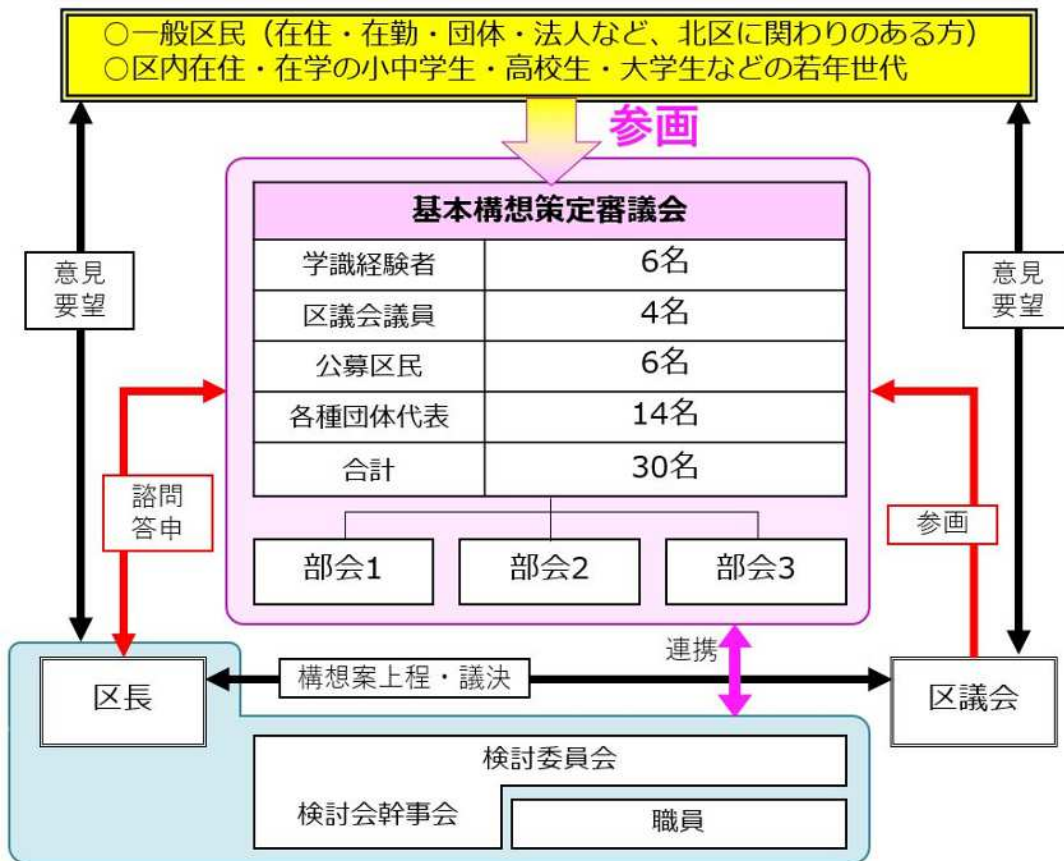 ○一般区民（在住・在勤・団体・法人など、北区に関わりのある方）
○区内在住・在学の小中学生・高校生・大学生などの若年世代
参画
基本構想策定審議会
学識経験者 6名
区議会議員 4名
公募区民 6名
各種団体代表 14名
合計 30名
部会1 部会2 部会3
意見
要望
意見
要望
諮問
答申
参画
連携
区長
構想案上程・議決
区議会
検討委員会
検討会幹事会
職員